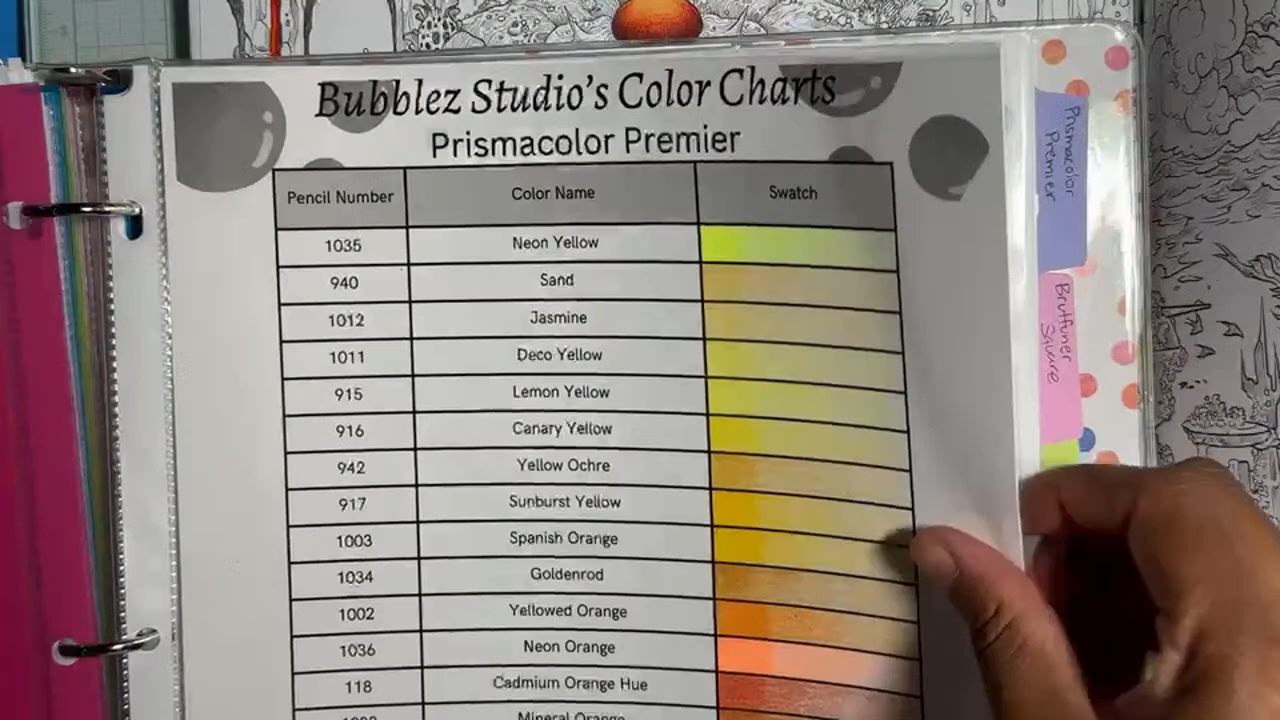 Bubblez Studio's Color Charts
Prismacolor Premier
Pencil Number Color Name Swatch
1035 Neon Yellow
940 Sand
1012 Jasmine
1011 Deco Yellow
915 Lemon Yellow
916 Canary Yellow
942 Yellow Ochre
917 Sunburst Yellow
1003 Spanish Orange
1034 Goldenrod
1002 Yellowed Orange
1036 Neon Orange
118 Cadmium Orange Hue
Mineral Orange
Prismacolor
Premier
Brutfuner
Square